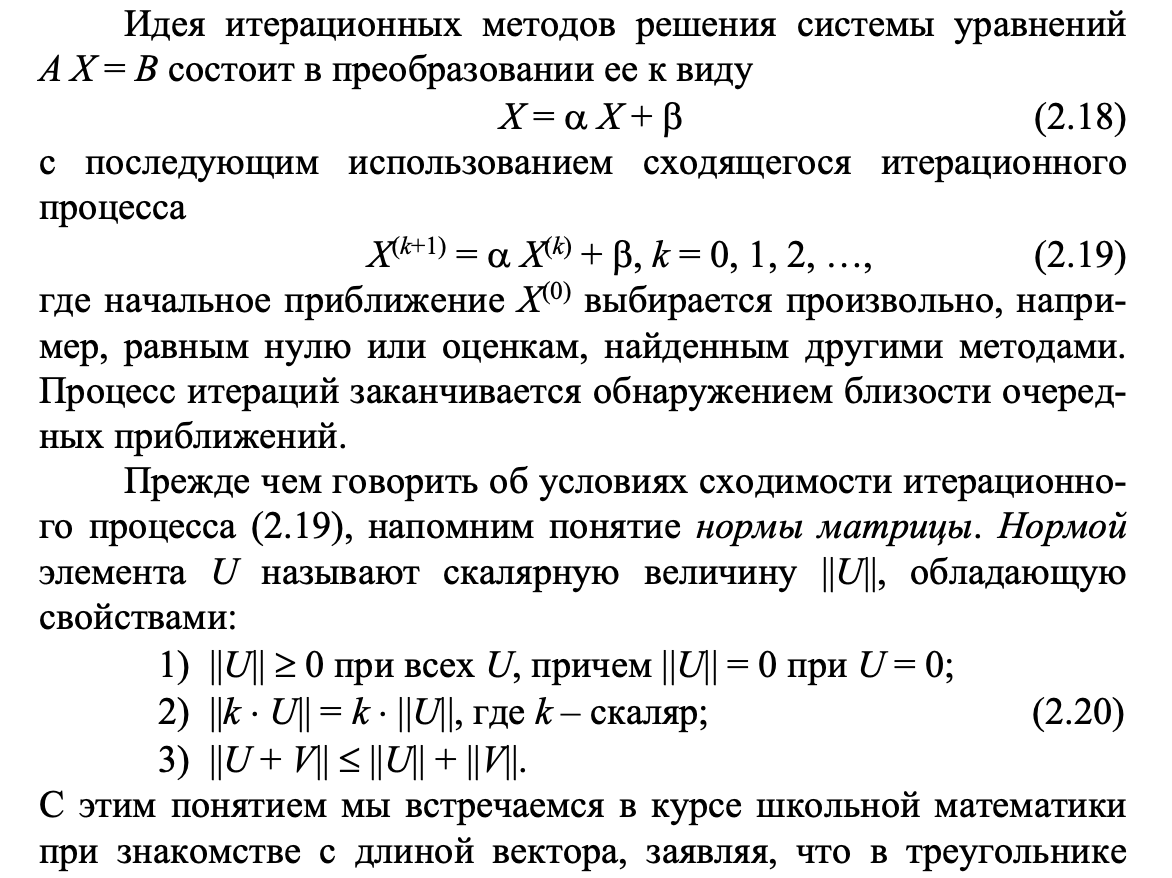 Идея итерационных методов решения системы уравнений
A X = B состоит в преобразовании ее к виду
X = α X + β (2.18)
с последующим использованием сходящегося итерационного
процесса
X⁽ᵏ⁺¹⁾ = α X⁽ᵏ⁾ + β, k = 0, 1, 2, …, (2.19)
где начальное приближение X⁽⁰⁾ выбирается произвольно, напри-
мер, равным нулю или оценкам, найденным другими методами.
Процесс итераций заканчивается обнаружением близости очеред-
ных приближений.
Прежде чем говорить об условиях сходимости итерационно-
го процесса (2.19), напомним понятие нормы матрицы. Нормой
элемента U называют скалярную величину ||U||, обладающую
свойствами:
1) ||U|| ≥ 0 при всех U, причем ||U|| = 0 при U = 0;
2) ||k · U|| = k · ||U||, где k – скаляр; (2.20)
3) ||U + V|| ≤ ||U|| + ||V||.
С этим понятием мы встречаемся в курсе школьной математики
при знакомстве с длиной вектора, заявляя, что в треугольнике